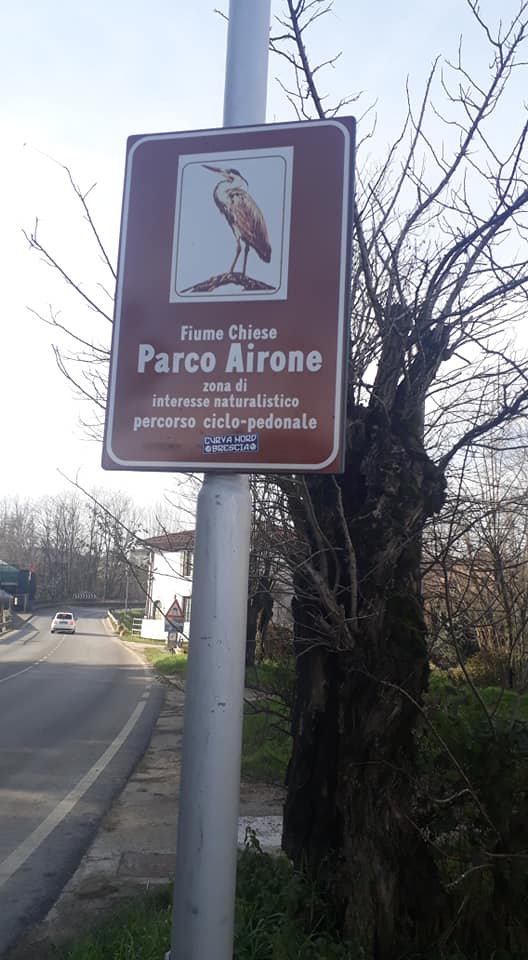 Fiume Chiese
Parco Airone
zona di
interesse naturalistico
percorso ciclo-pedonale
CURVA NORD
BRESCIA